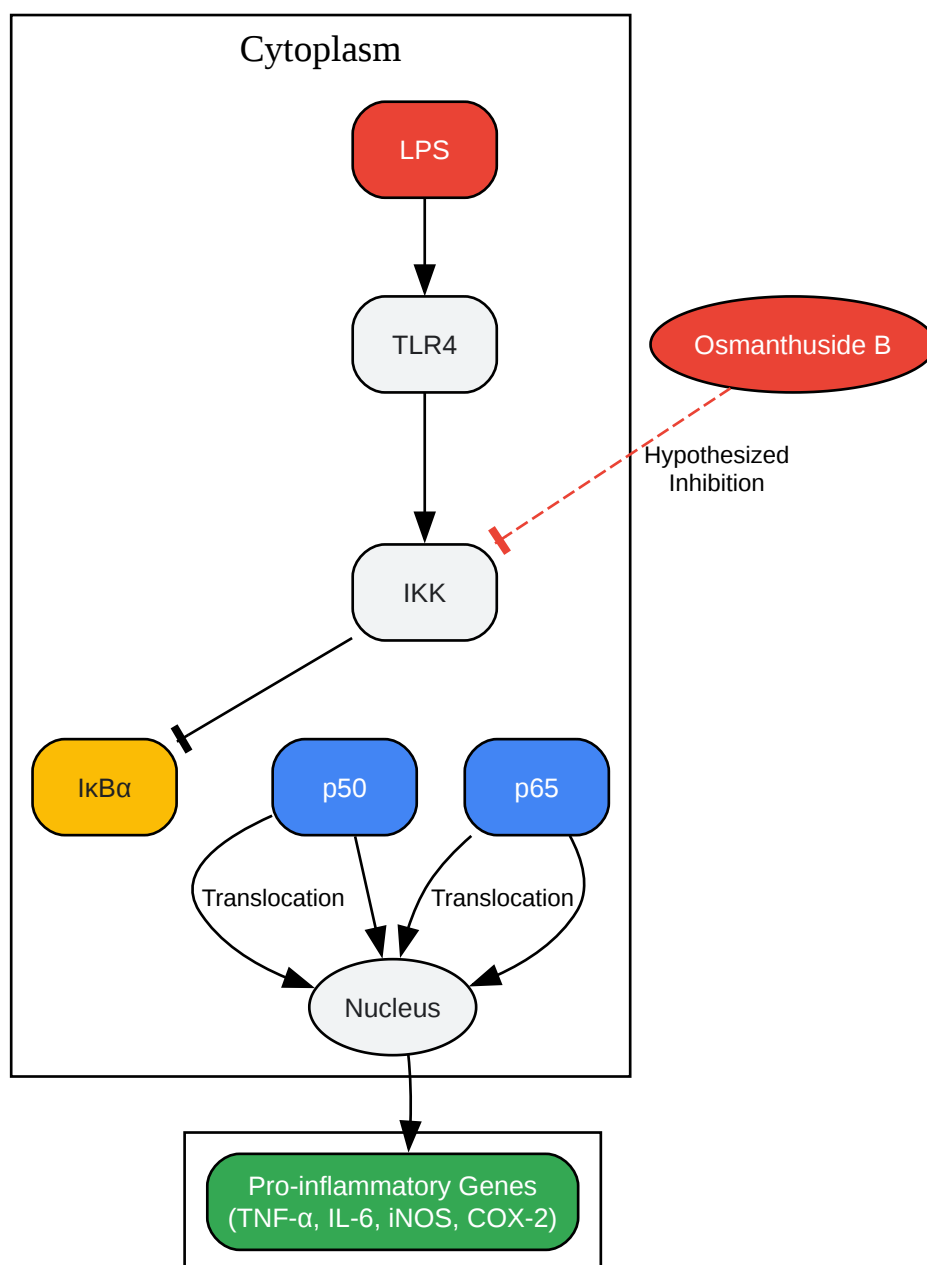 Cytoplasm
LPS
TLR4
Osmanthuside B
Hypothesized
Inhibition
IKK
IκBα
p50
p65
Translocation
Translocation
Nucleus
Pro-inflammatory Genes
(TNF-α, IL-6, iNOS, COX-2)